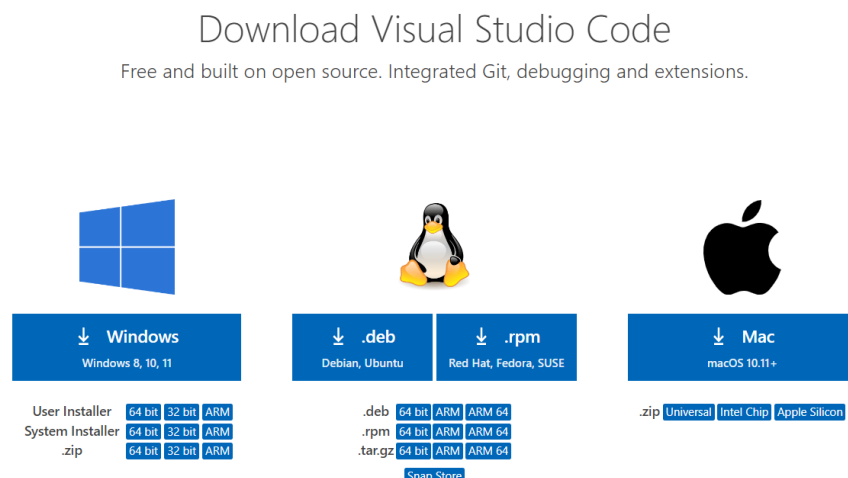 Download Visual Studio Code
Free and built on open source. Integrated Git, debugging and extensions.
Windows
Windows 8, 10, 11
User Installer 64 bit 32 bit ARM
System Installer 64 bit 32 bit ARM
.zip 64 bit 32 bit ARM
.deb
Debian, Ubuntu
.rpm
Red Hat, Fedora, SUSE
.deb 64 bit ARM ARM 64
.rpm 64 bit ARM ARM 64
.tar.gz 64 bit ARM ARM 64
Snap Store
Mac
macOS 10.11+
.zip Universal Intel Chip Apple Silicon